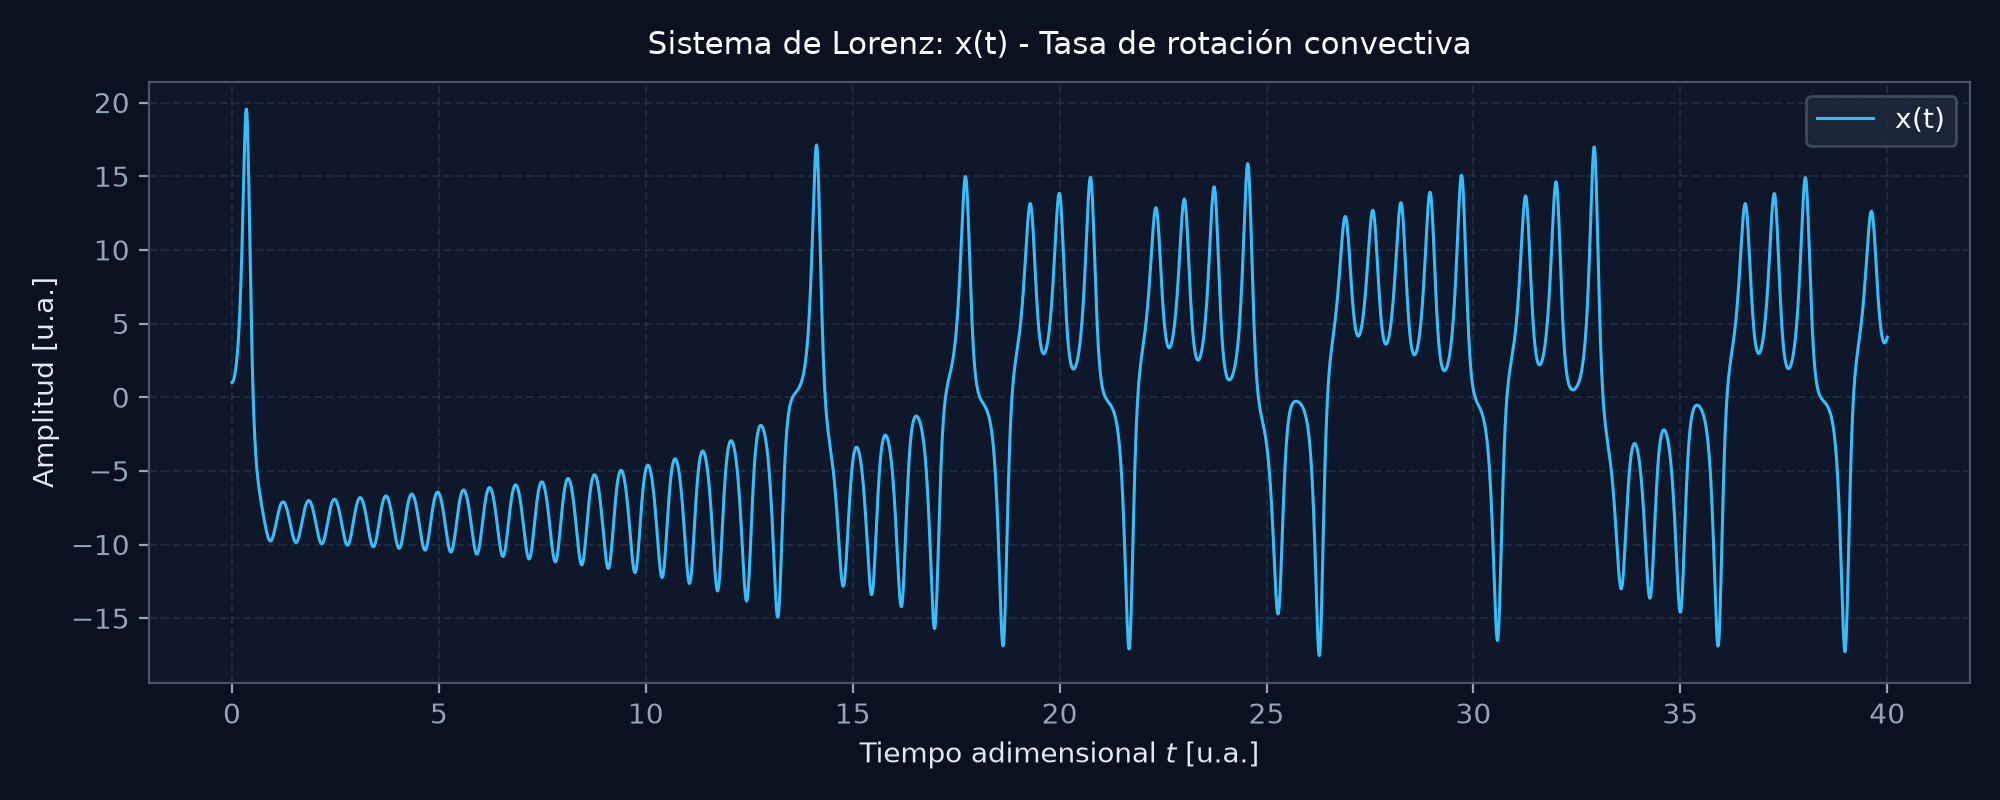 Sistema de Lorenz: x(t) - Tasa de rotación convectiva
x(t)
Amplitud [u.a.]
20
15
10
5
0
−5
−10
−15
0 5 10 15 20 25 30 35 40
Tiempo adimensional t [u.a.]